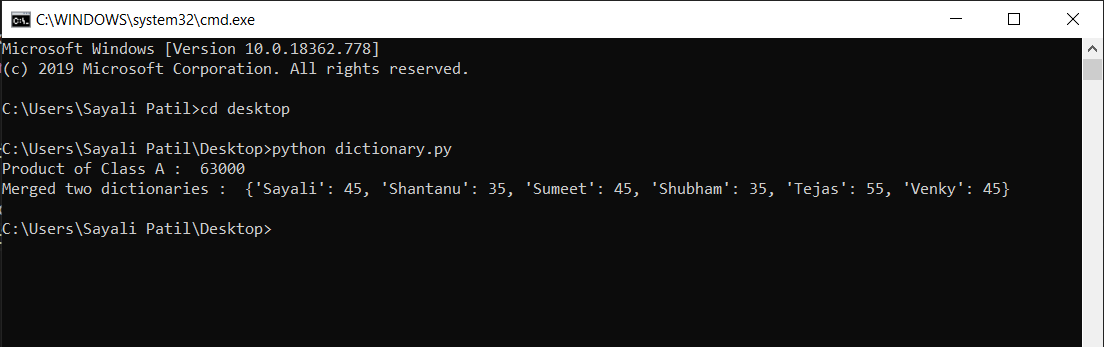 C:\WINDOWS\system32\cmd.exe
Microsoft Windows [Version 10.0.18362.778]
(c) 2019 Microsoft Corporation. All rights reserved.
C:\Users\Sayali Patil>cd desktop
C:\Users\Sayali Patil\Desktop>python dictionary.py
Product of Class A :  63000
Merged two dictionaries :  {'Sayali': 45, 'Shantanu': 35, 'Sumeet': 45, 'Shubham': 35, 'Tejas': 55, 'Venky': 45}
C:\Users\Sayali Patil\Desktop>